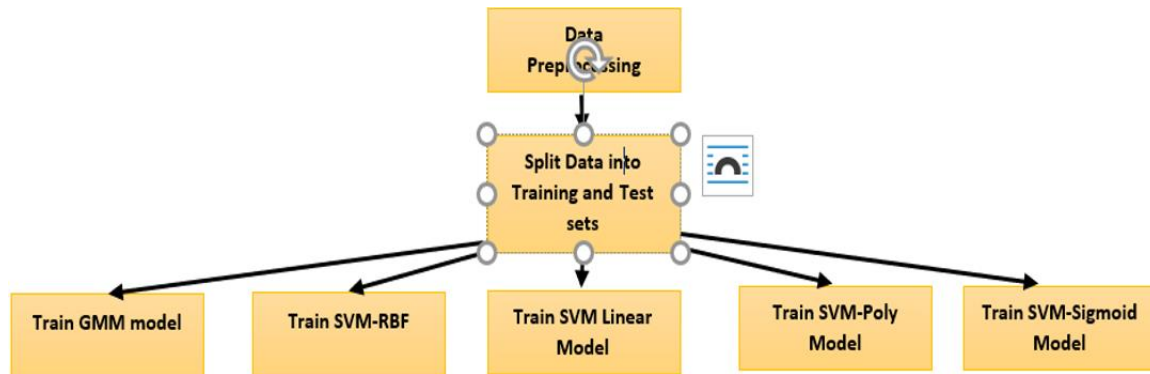 Data
Preprocessing
Split Data into
Training and Test
sets
Train GMM model
Train SVM-RBF
Train SVM Linear
Model
Train SVM-Poly
Model
Train SVM-Sigmoid
Model